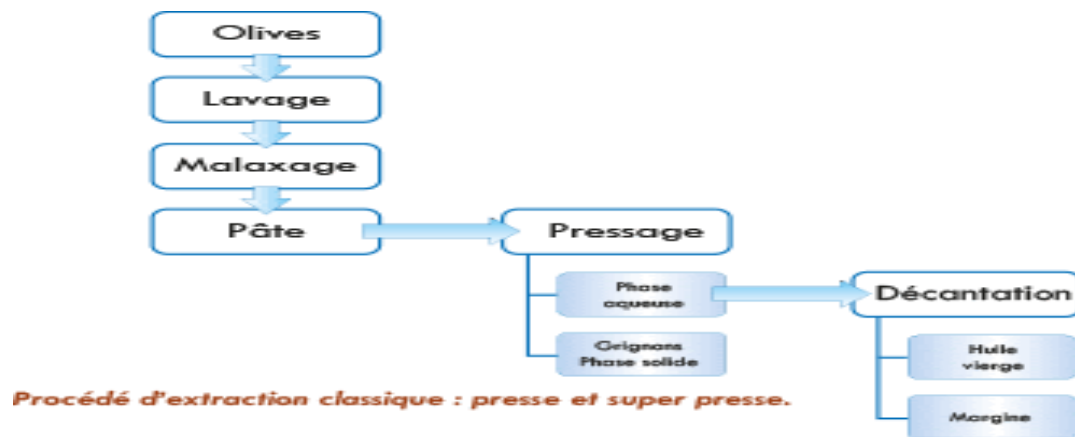 Olives
Lavage
Malaxage
Pâte
Pressage
Phase
aqueuse
Grignons
Phase solide
Décantation
Huile
vierge
Margine
Procédé d'extraction classique : presse et super presse.